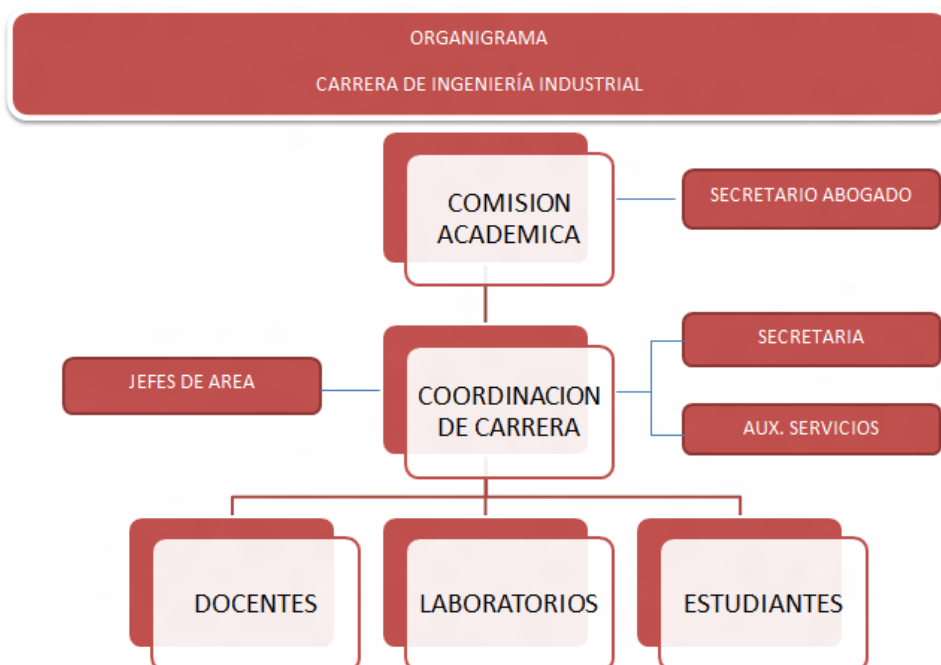 ORGANIGRAMA
CARRERA DE INGENIERÍA INDUSTRIAL
COMISION
ACADEMICA
SECRETARIO ABOGADO
JEFES DE AREA
COORDINACION
DE CARRERA
SECRETARIA
AUX. SERVICIOS
DOCENTES
LABORATORIOS
ESTUDIANTES